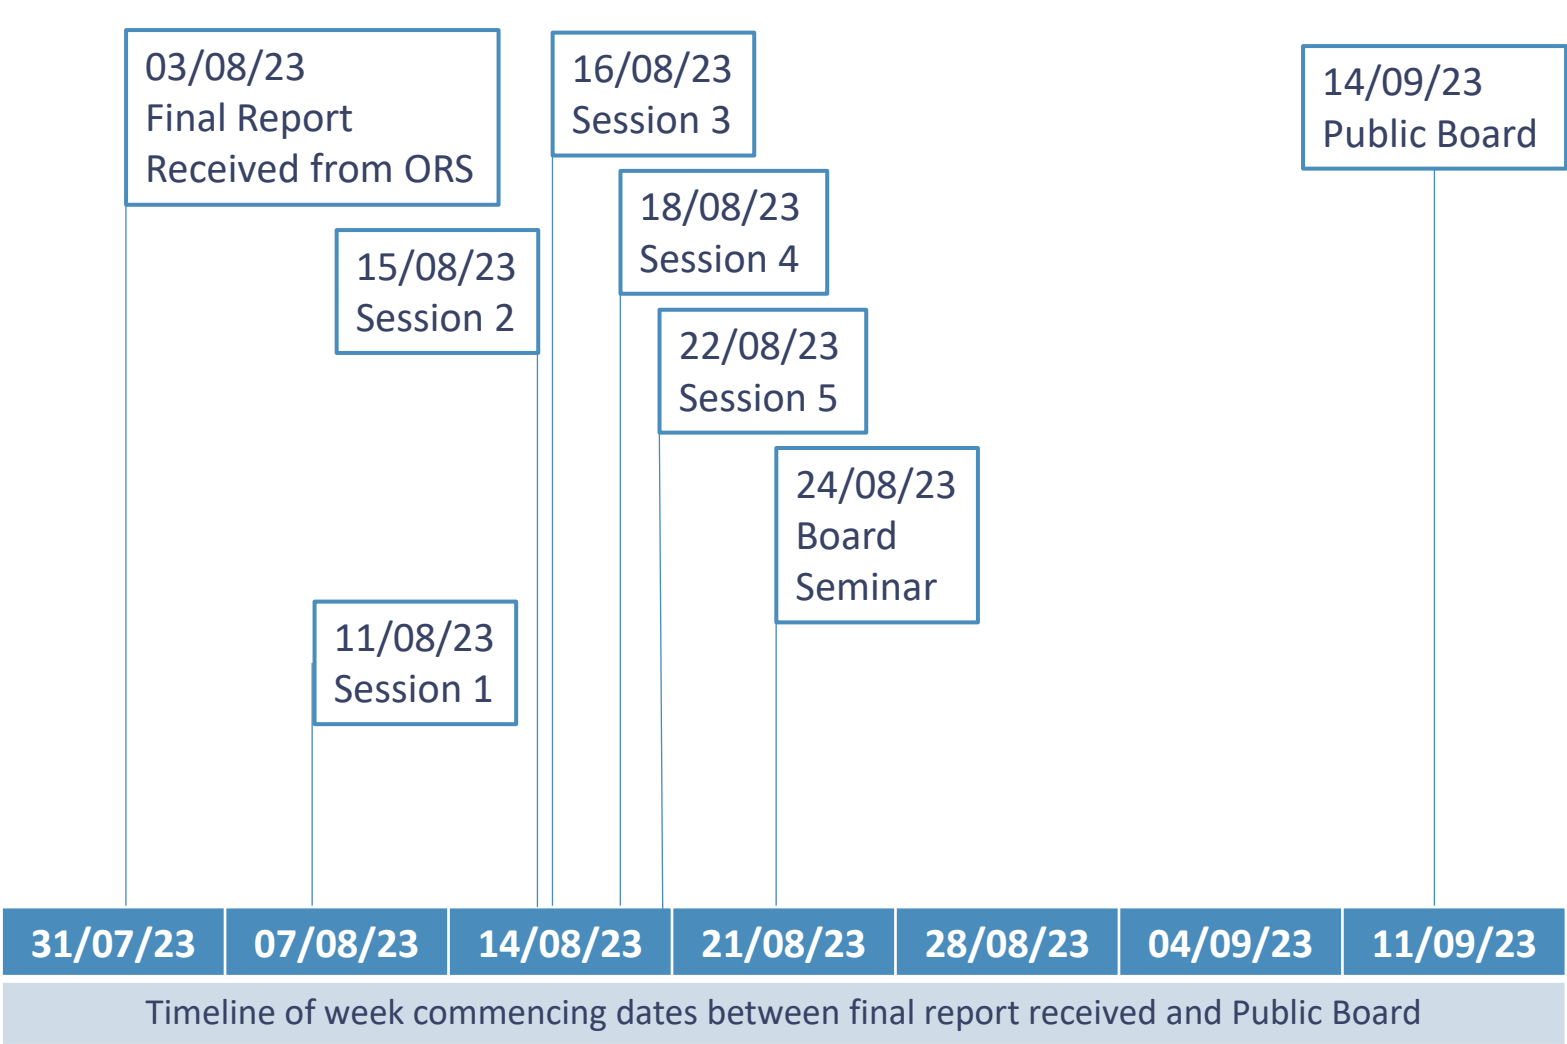 03/08/23
Final Report
Received from ORS
16/08/23
Session 3
14/09/23
Public Board
18/08/23
Session 4
15/08/23
Session 2
22/08/23
Session 5
24/08/23
Board
Seminar
11/08/23
Session 1
31/07/23 07/08/23 14/08/23 21/08/23 28/08/23 04/09/23 11/09/23
Timeline of week commencing dates between final report received and Public Board